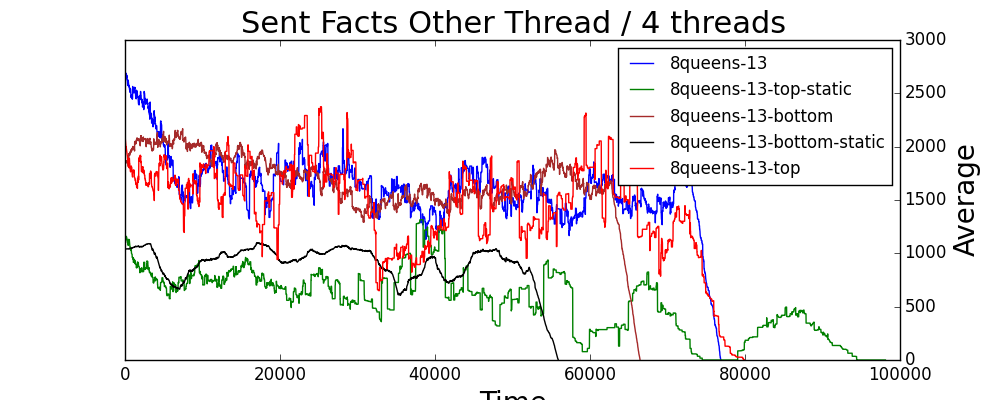 Sent Facts Other Thread / 4 threads
8queens-13
8queens-13-top-static
8queens-13-bottom
8queens-13-bottom-static
8queens-13-top
3000
2500
2000
1500
1000
500
0
Average
0 20000 40000 60000 80000 100000
Time